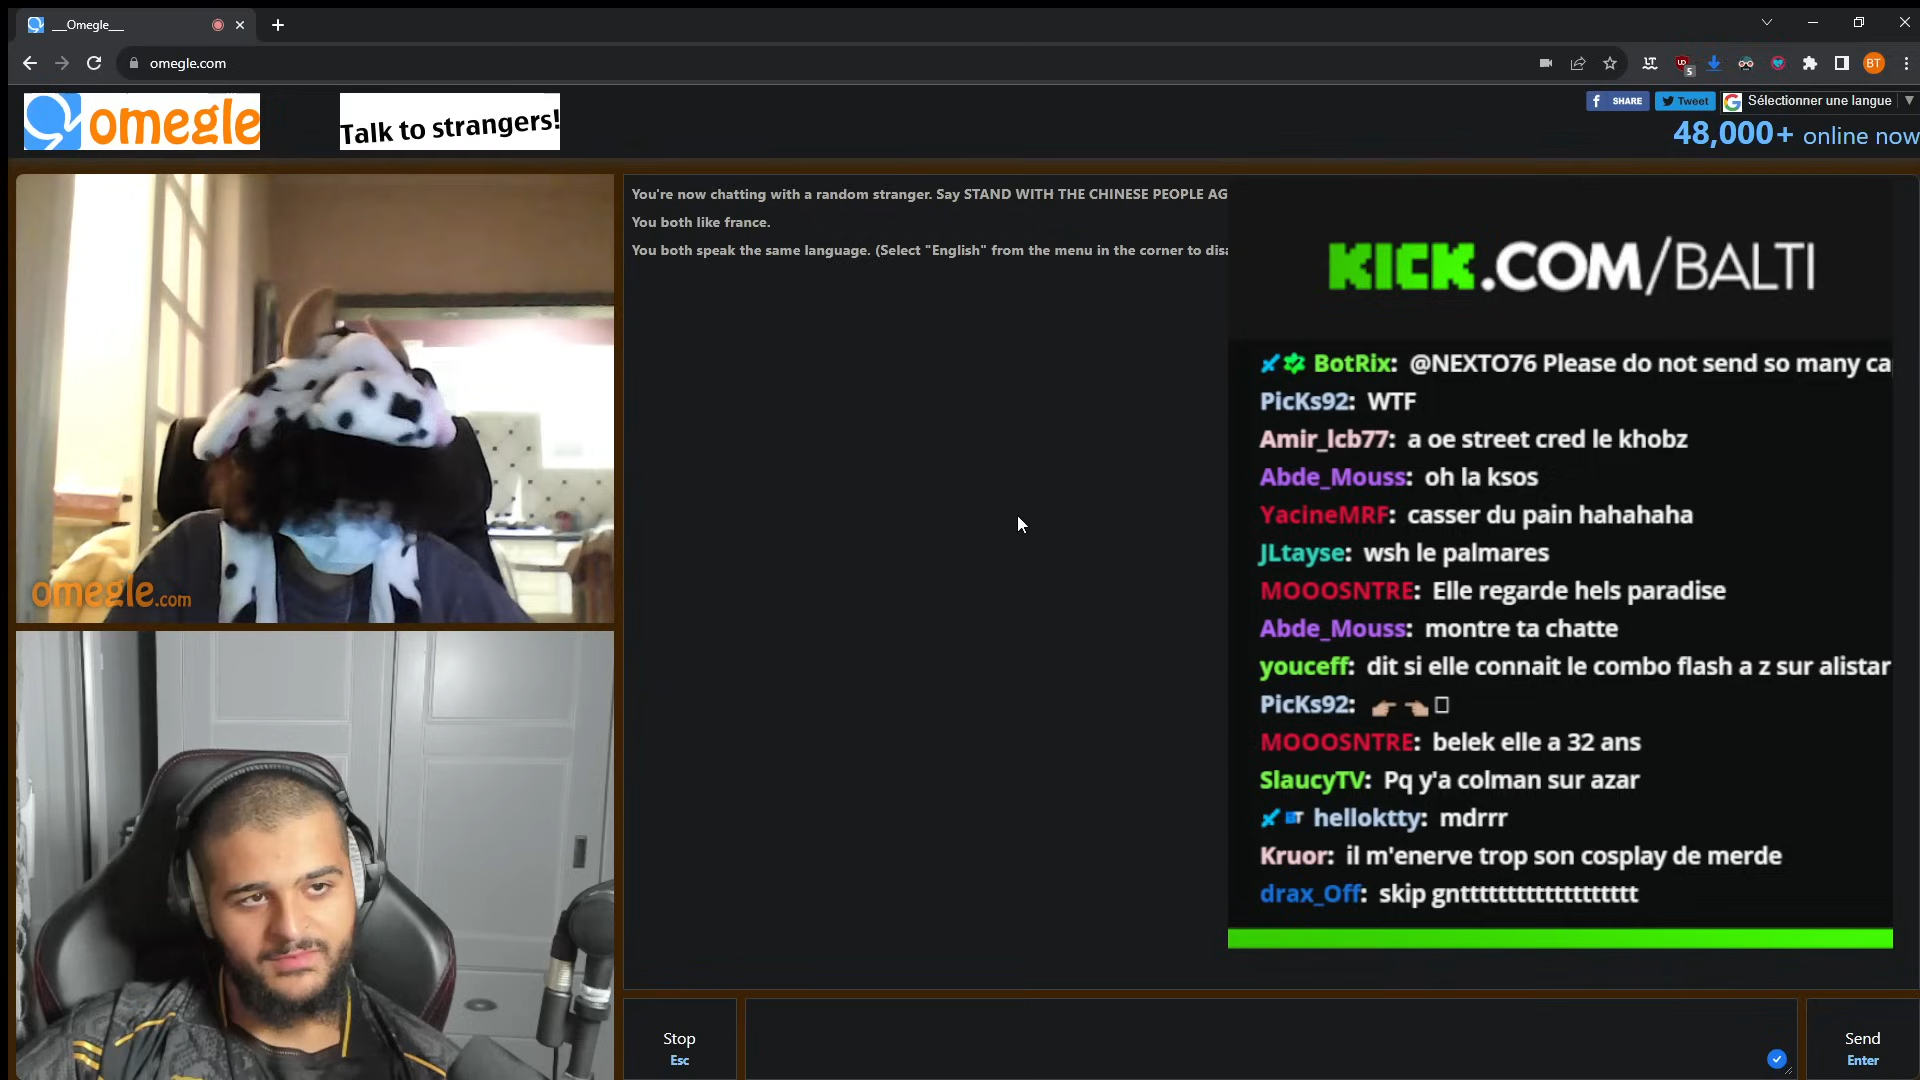 __Omegle__
omegle.com
5
BT
omegle
Talk to strangers!
SHARE
Tweet
Sélectionner une langue
48,000+ online now
You're now chatting with a random stranger. Say STAND WITH THE CHINESE PEOPLE AG
You both like france.
You both speak the same language. (Select "English" from the menu in the corner to disa
omegle.com
KICK.COM/BALTI
BotRix: @NEXTO76 Please do not send so many ca
PicKs92: WTF
Amir_lcb77: a oe street cred le khobz
Abde_Mouss: oh la ksos
YacineMRF: casser du pain hahahaha
JLtayse: wsh le palmares
MOOOSNTRE: Elle regarde hels paradise
Abde_Mouss: montre ta chatte
youceff: dit si elle connait le combo flash a z sur alistar
PicKs92:
MOOOSNTRE: belek elle a 32 ans
SlaucyTV: Pq y'a colman sur azar
helloktty: mdrrr
Kruor: il m'enerve trop son cosplay de merde
drax_Off: skip gnttttttttttttttttttt
Stop
Esc
Send
Enter